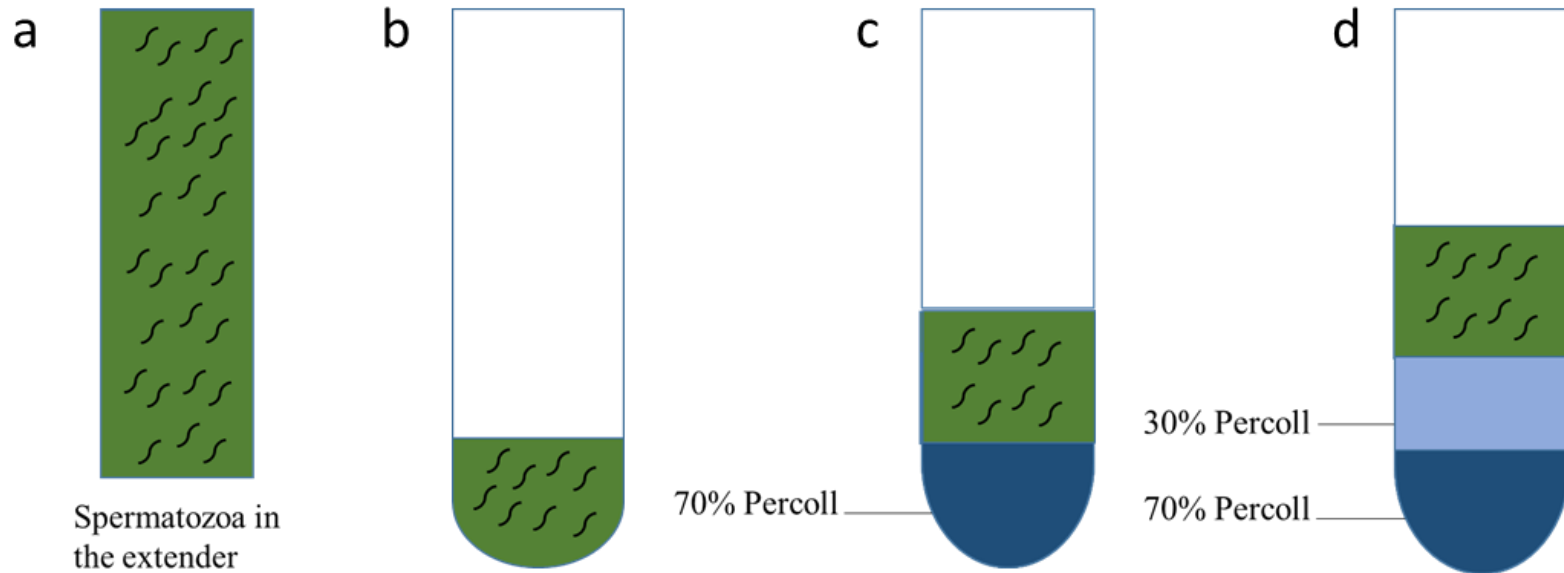 a
b
c
d
Spermatozoa in
the extender
70% Percoll
30% Percoll
70% Percoll